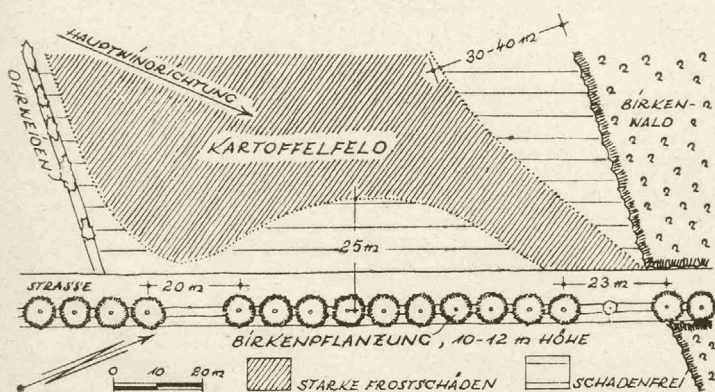 HAUPTWINDRICHTUNG
30-40 m
OHRWEIDEN
BIRKEN-
WALD
KARTOFFELFELD
25 m
STRASSE
20 m
23 m
BIRKENPFLANZUNG, 10-12 m HÖHE
0 10 20 m
STARKE FROSTSCHÄDEN
SCHADENFREI